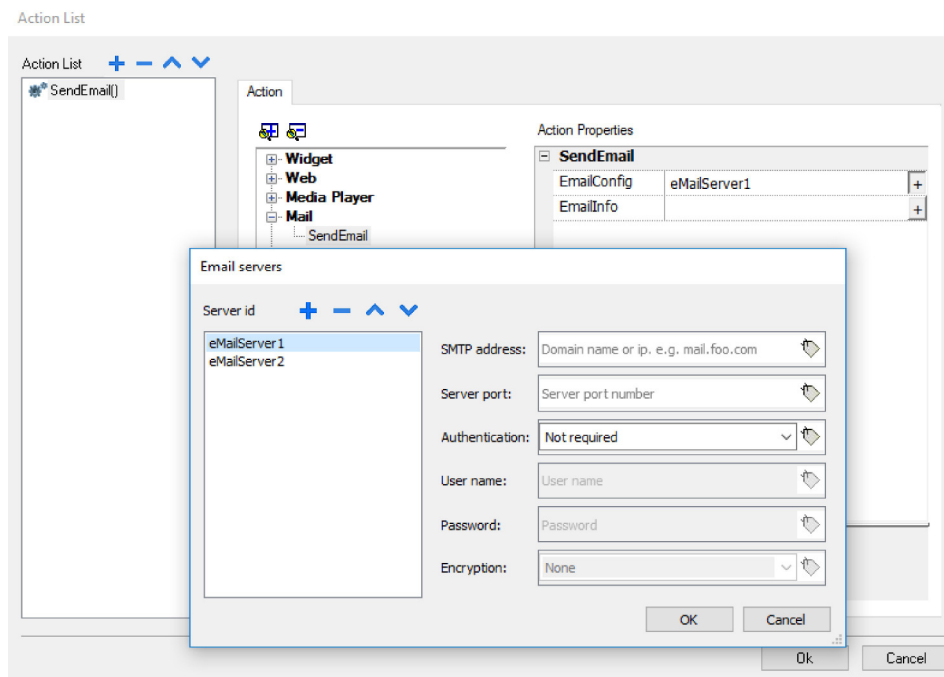 Action List
Action List
SendEmail()
Action
Widget
Web
Media Player
Mail
SendEmail
Action Properties
SendEmail
EmailConfig eMailServer1 +
EmailInfo +
Email servers
Server id
eMailServer1
eMailServer2
SMTP address: Domain name or ip. e.g. mail.foo.com
Server port: Server port number
Authentication: Not required
User name: User name
Password: Password
Encryption: None
OK Cancel
Ok Cancel